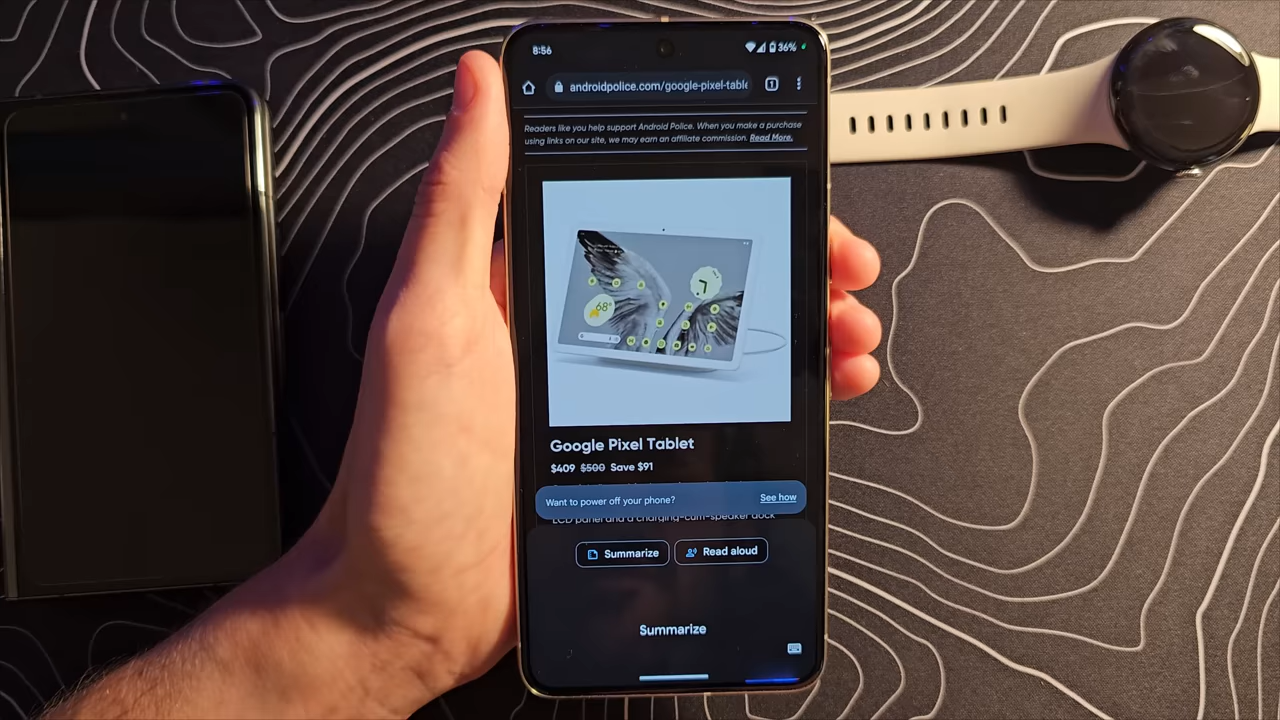 8:56
36%
androidpolice.com/google-pixel-table
1
Readers like you help support Android Police. When you make a purchase
using links on our site, we may earn an affiliate commission. Read More.
68°
Google Pixel Tablet
$409 $500 Save $91
Want to power off your phone? See how
LCD panel and a charging-cum-speaker dock
Summarize Read aloud
Summarize